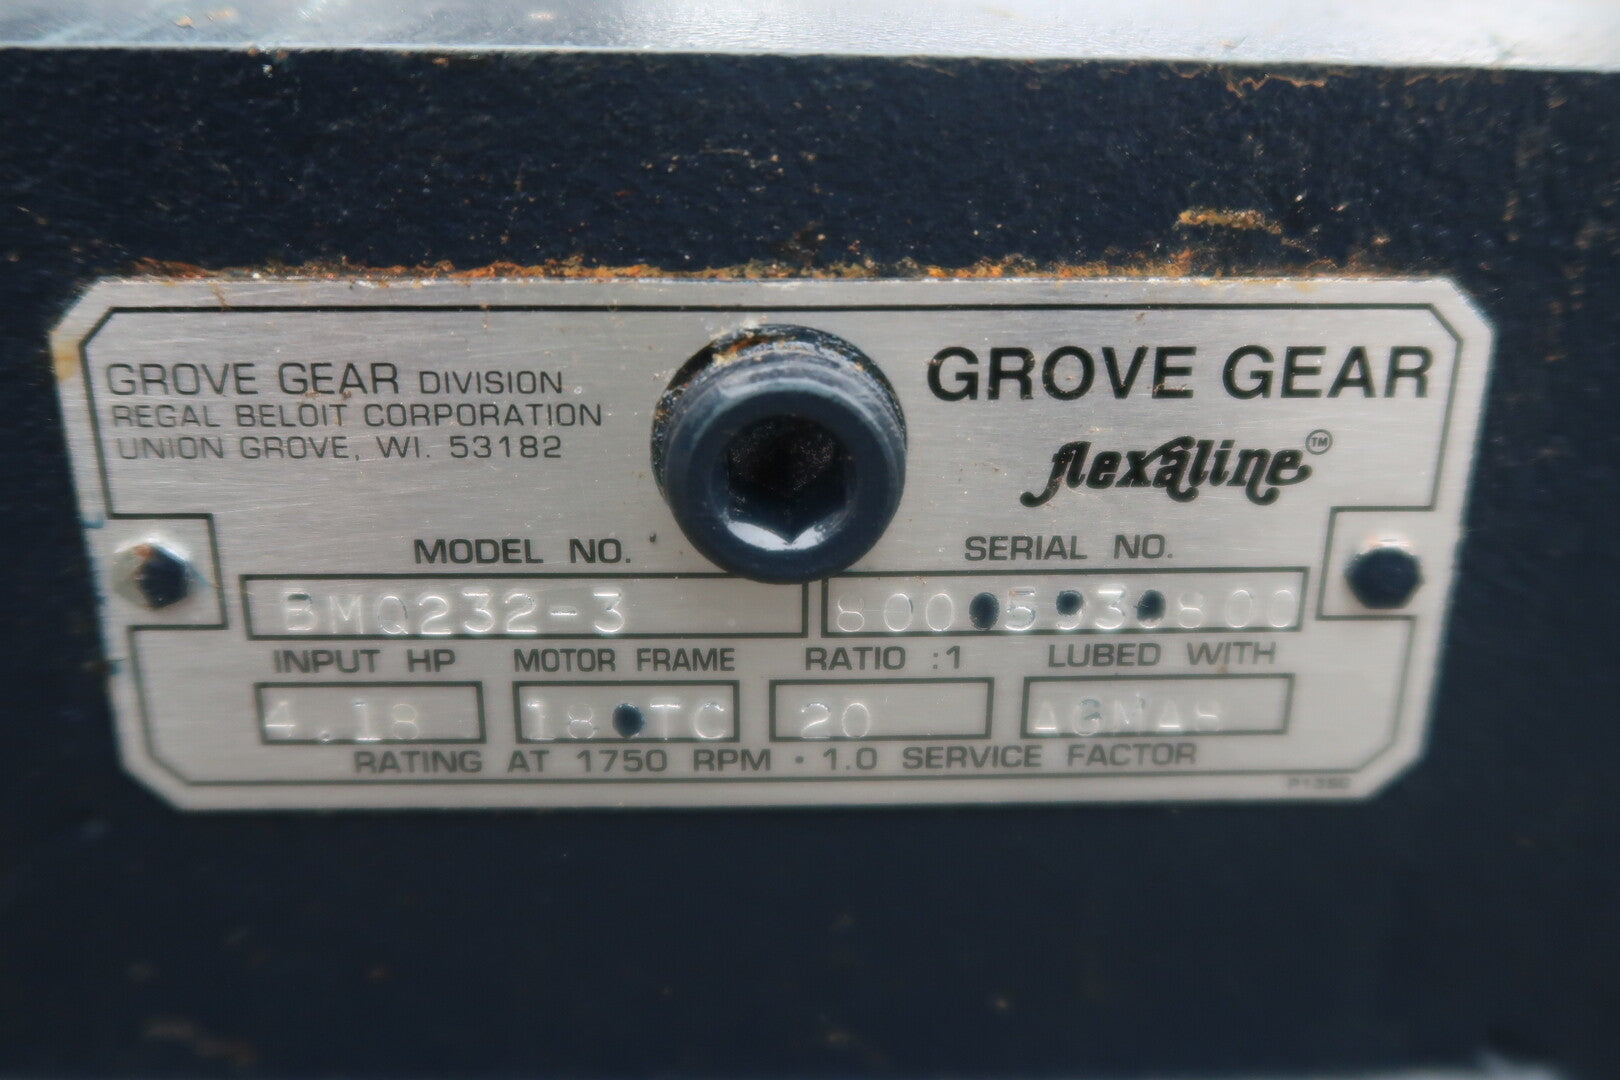 GROVE GEAR DIVISION
REGAL BELOIT CORPORATION
UNION GROVE, WI. 53182
GROVE GEAR
flexaline™
MODEL NO.
BMQ232-3
SERIAL NO.
INPUT HP
4.18
MOTOR FRAME
RATIO :1
20
LUBED WITH
RATING AT 1750 RPM · 1.0 SERVICE FACTOR